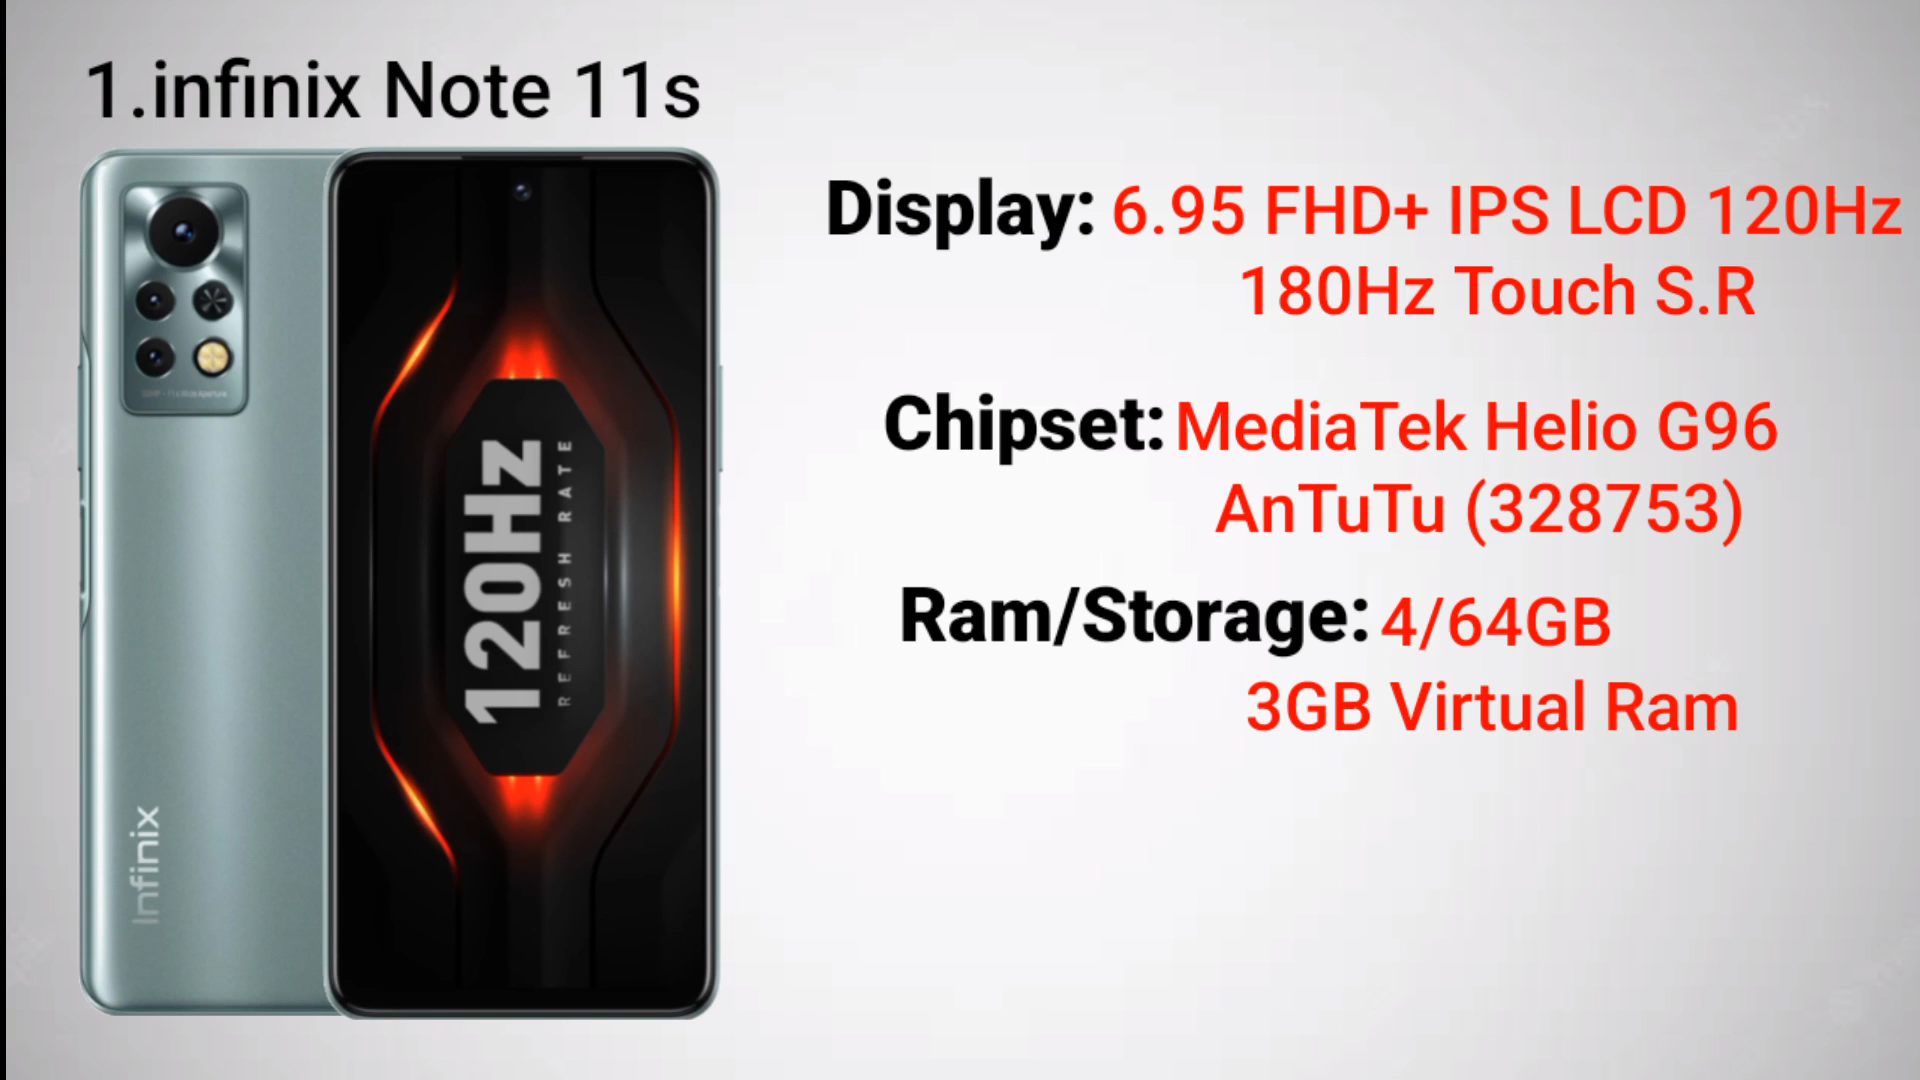 1.infinix Note 11s
Display: 6.95 FHD+ IPS LCD 120Hz
180Hz Touch S.R
Chipset: MediaTek Helio G96
AnTuTu (328753)
Ram/Storage: 4/64GB
3GB Virtual Ram
120Hz
REFRESH RATE
Infinix